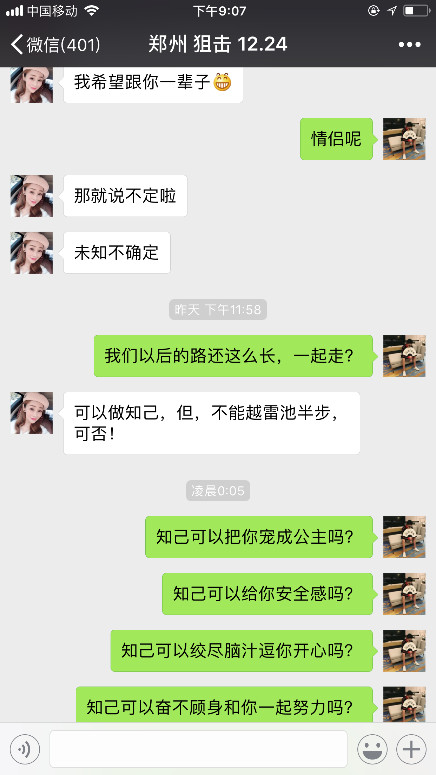 中国移动
下午9:07
微信(401)
郑州 狙击 12.24
我希望跟你一辈子😁
情侣呢
那就说不定啦
未知不确定
昨天 下午11:58
我们以后的路还这么长，一起走？
可以做知己，但，不能越雷池半步，
可否！
凌晨0:05
知己可以把你宠成公主吗？
知己可以给你安全感吗？
知己可以绞尽脑汁逗你开心吗？
知己可以奋不顾身和你一起努力吗？